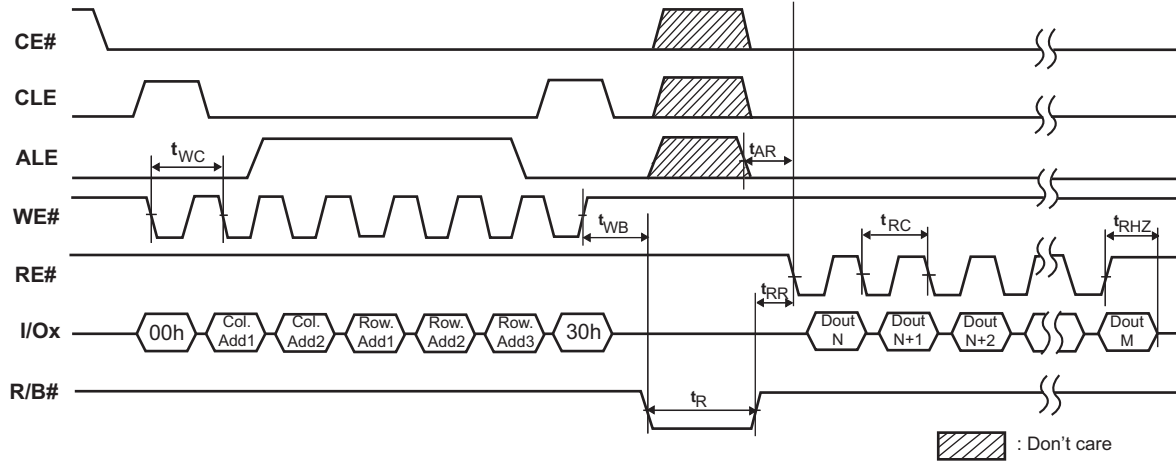 CE#
CLE
ALE
tWC
tAR
WE#
tWB
tRC
tRHZ
RE#
tRR
I/Ox
00h
Col.
Add1
Col.
Add2
Row.
Add1
Row.
Add2
Row.
Add3
30h
Dout
N
Dout
N+1
Dout
N+2
Dout
M
R/B#
tR
: Don't care